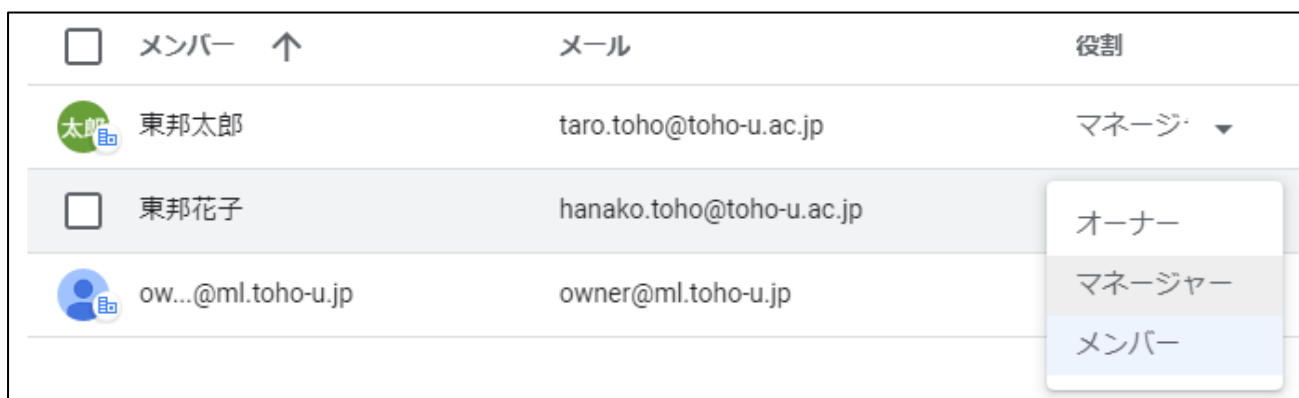 メンバー ↑ メール 役割
太郎 東邦太郎 taro.toho@toho-u.ac.jp マネージ
東邦花子 hanako.toho@toho-u.ac.jp
オーナー
マネージャー
ow...@ml.toho-u.jp owner@ml.toho-u.jp
メンバー